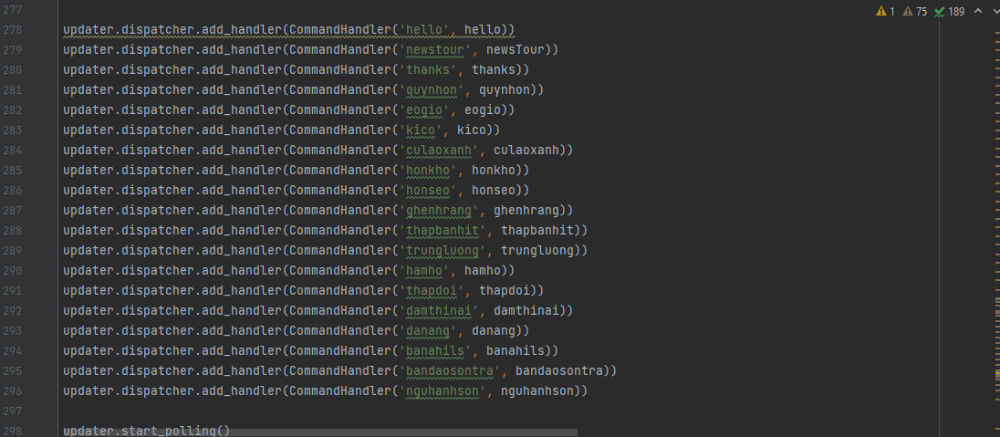 277
1 75 189
278 updater.dispatcher.add_handler(CommandHandler('hello', hello))
279 updater.dispatcher.add_handler(CommandHandler('newstour', newsTour))
280 updater.dispatcher.add_handler(CommandHandler('thanks', thanks))
281 updater.dispatcher.add_handler(CommandHandler('quynhon', quynhon))
282 updater.dispatcher.add_handler(CommandHandler('eogio', eogio))
283 updater.dispatcher.add_handler(CommandHandler('kico', kico))
284 updater.dispatcher.add_handler(CommandHandler('culaoxanh', culaoxanh))
285 updater.dispatcher.add_handler(CommandHandler('honkho', honkho))
286 updater.dispatcher.add_handler(CommandHandler('honseo', honseo))
287 updater.dispatcher.add_handler(CommandHandler('ghenhrang', ghenhrang))
288 updater.dispatcher.add_handler(CommandHandler('thapbanhit', thapbanhit))
289 updater.dispatcher.add_handler(CommandHandler('trungluong', trungluong))
290 updater.dispatcher.add_handler(CommandHandler('hamho', hamho))
291 updater.dispatcher.add_handler(CommandHandler('thapdoi', thapdoi))
292 updater.dispatcher.add_handler(CommandHandler('damthinai', damthinai))
293 updater.dispatcher.add_handler(CommandHandler('danang', danang))
294 updater.dispatcher.add_handler(CommandHandler('banahils', banahils))
295 updater.dispatcher.add_handler(CommandHandler('bandaosontra', bandaosontra))
296 updater.dispatcher.add_handler(CommandHandler('nguhanhson', nguhanhson))
297
298 updater.start_polling()